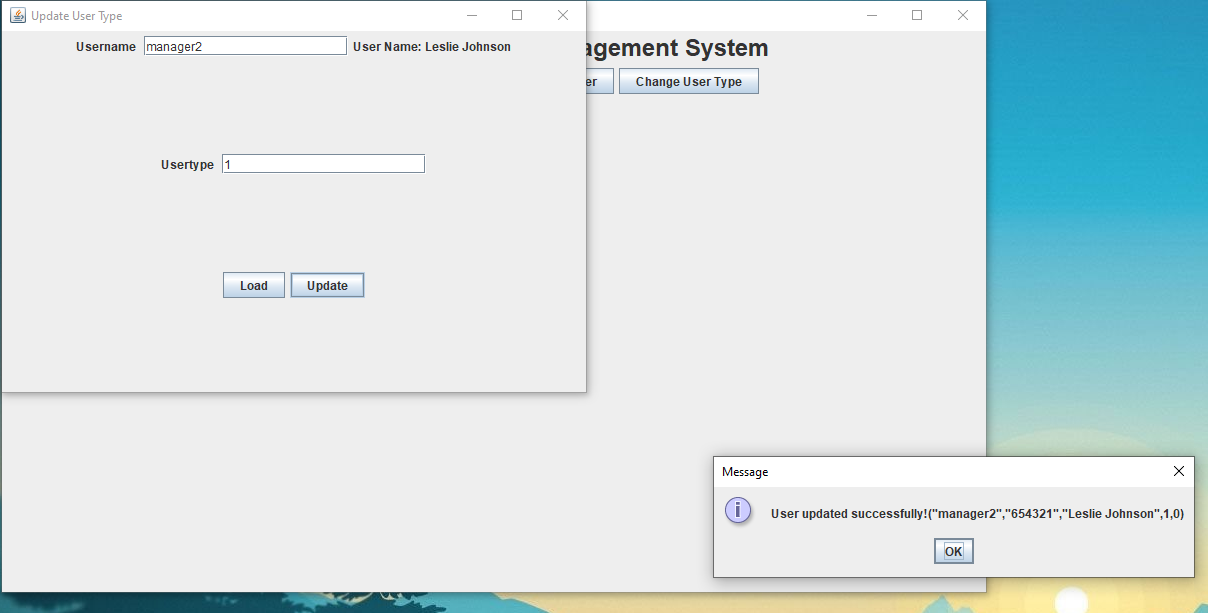 Update User Type
Username manager2 User Name: Leslie Johnson
agement System
er Change User Type
Usertype 1
Load Update
Message
User updated successfully!("manager2","654321","Leslie Johnson",1,0)
OK